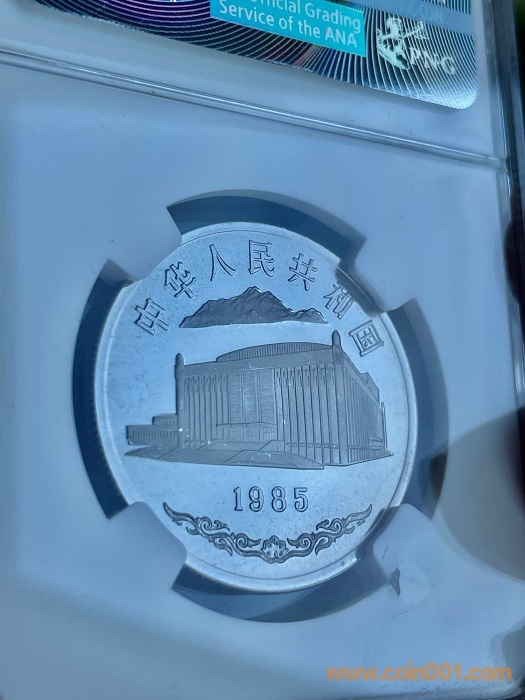 Official Grading
Service of the ANA
PNG
中华人民共和国
1985
www.coin001.com